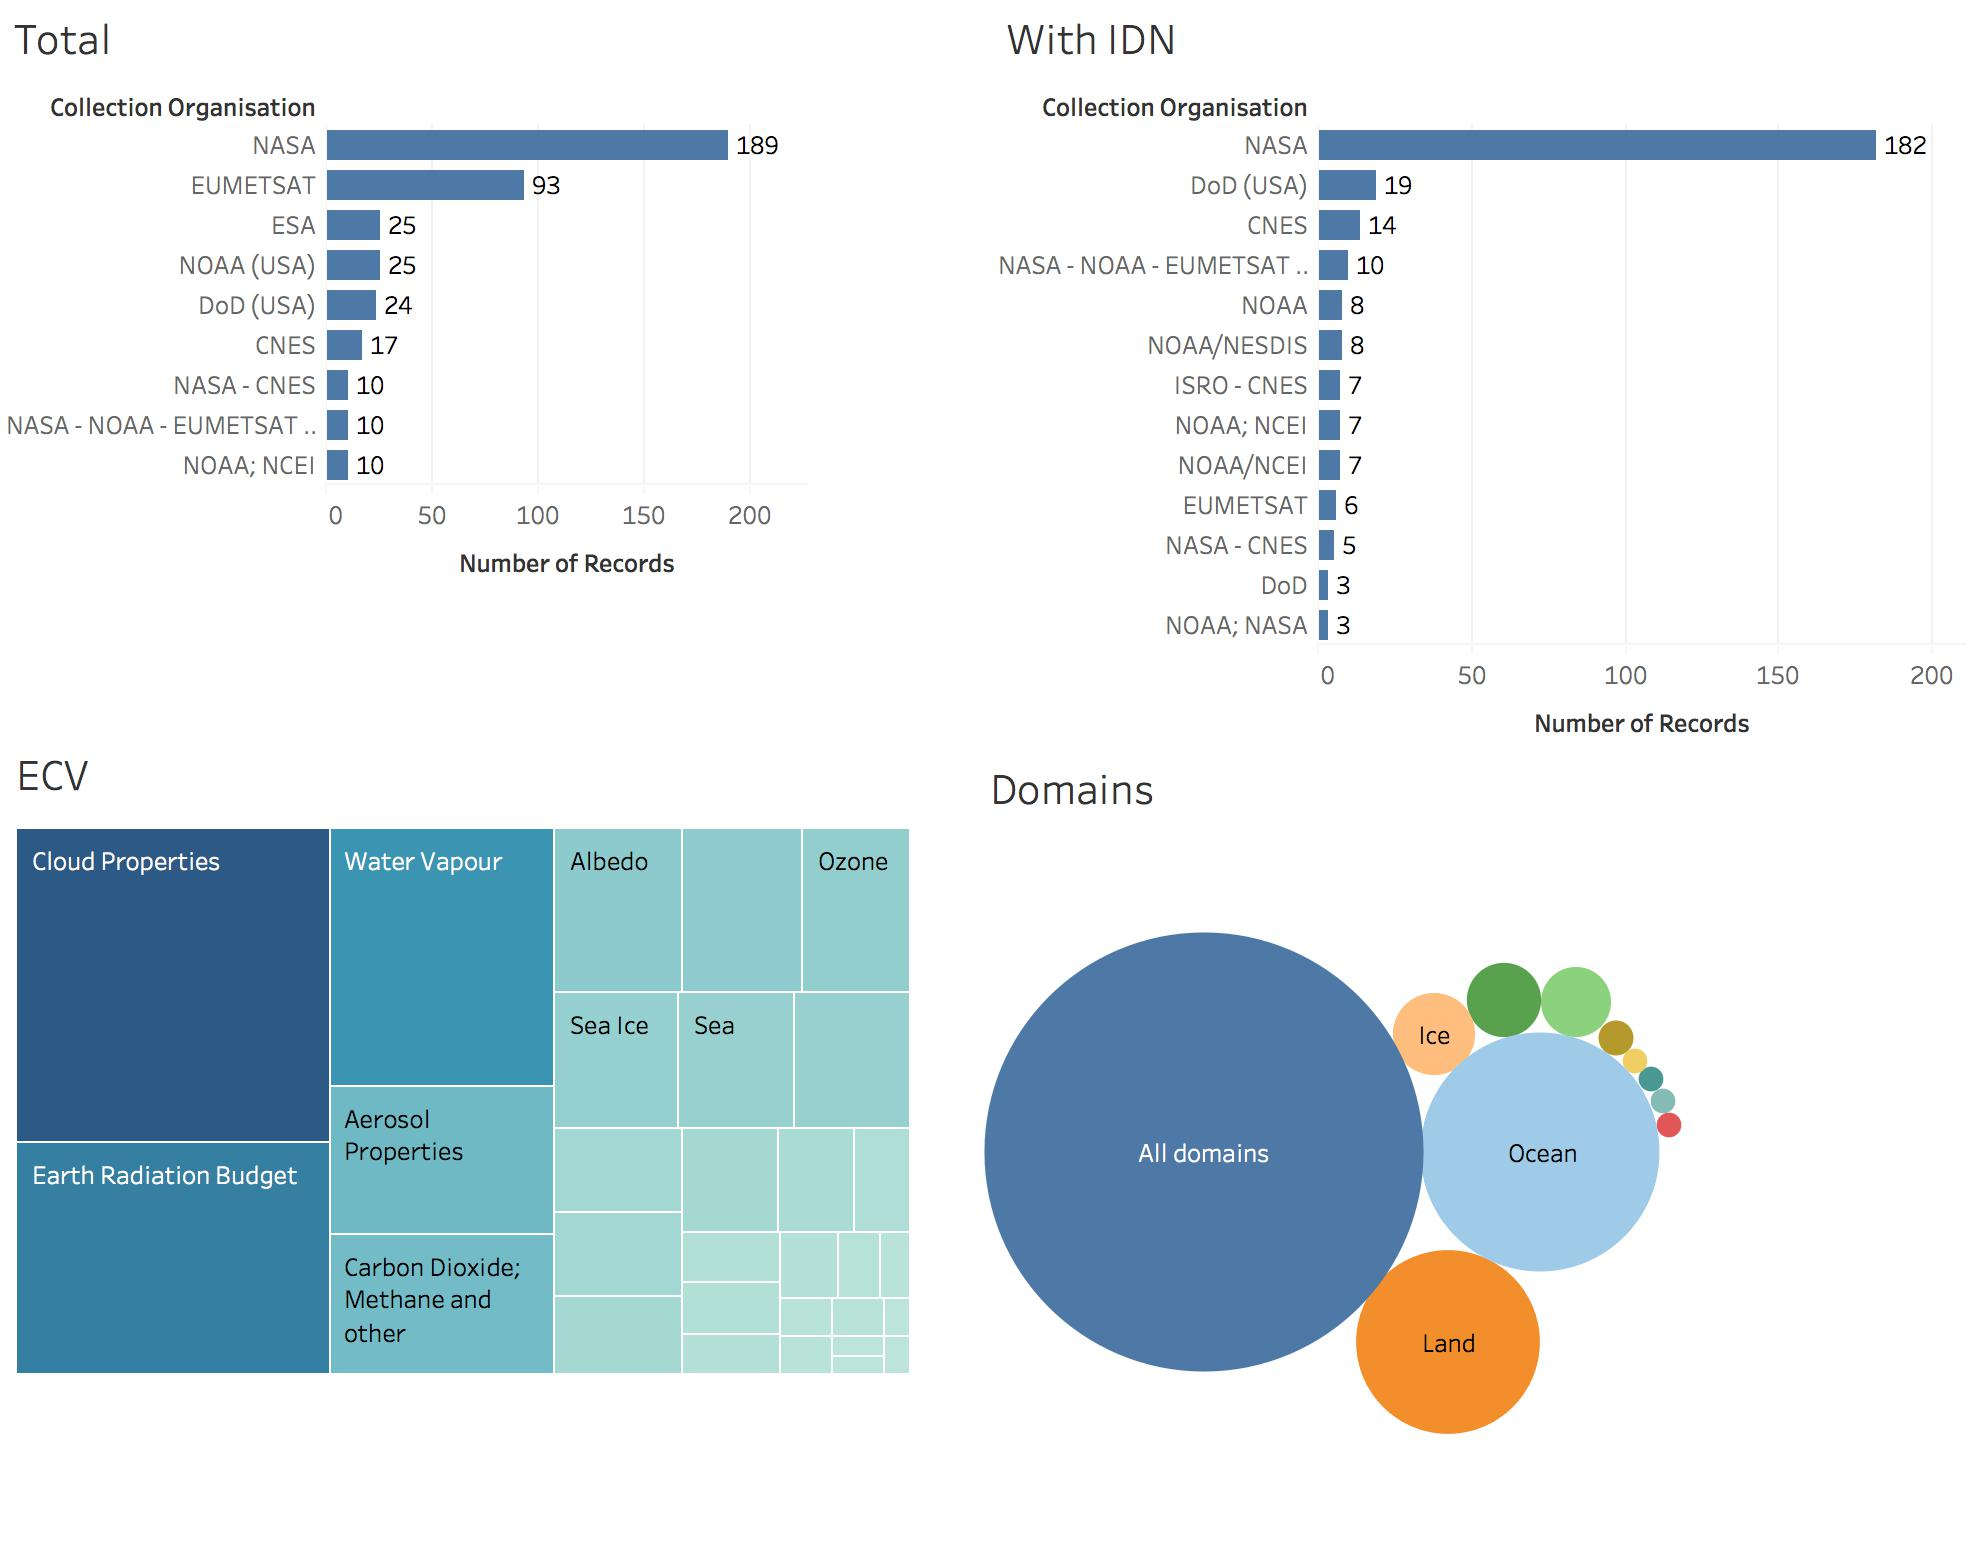 Total
Collection Organisation
NASA 189
EUMETSAT 93
ESA 25
NOAA (USA) 25
DoD (USA) 24
CNES 17
NASA - CNES 10
NASA - NOAA - EUMETSAT .. 10
NOAA; NCEI 10
0 50 100 150 200
Number of Records
With IDN
Collection Organisation
NASA 182
DoD (USA) 19
CNES 14
NASA - NOAA - EUMETSAT .. 10
NOAA 8
NOAA/NESDIS 8
ISRO - CNES 7
NOAA; NCEI 7
NOAA/NCEI 7
EUMETSAT 6
NASA - CNES 5
DoD 3
NOAA; NASA 3
0 50 100 150 200
Number of Records
ECV
Cloud Properties
Earth Radiation Budget
Water Vapour
Aerosol
Properties
Carbon Dioxide;
Methane and
other
Albedo
Ozone
Sea Ice
Sea
Domains
All domains
Ice
Ocean
Land